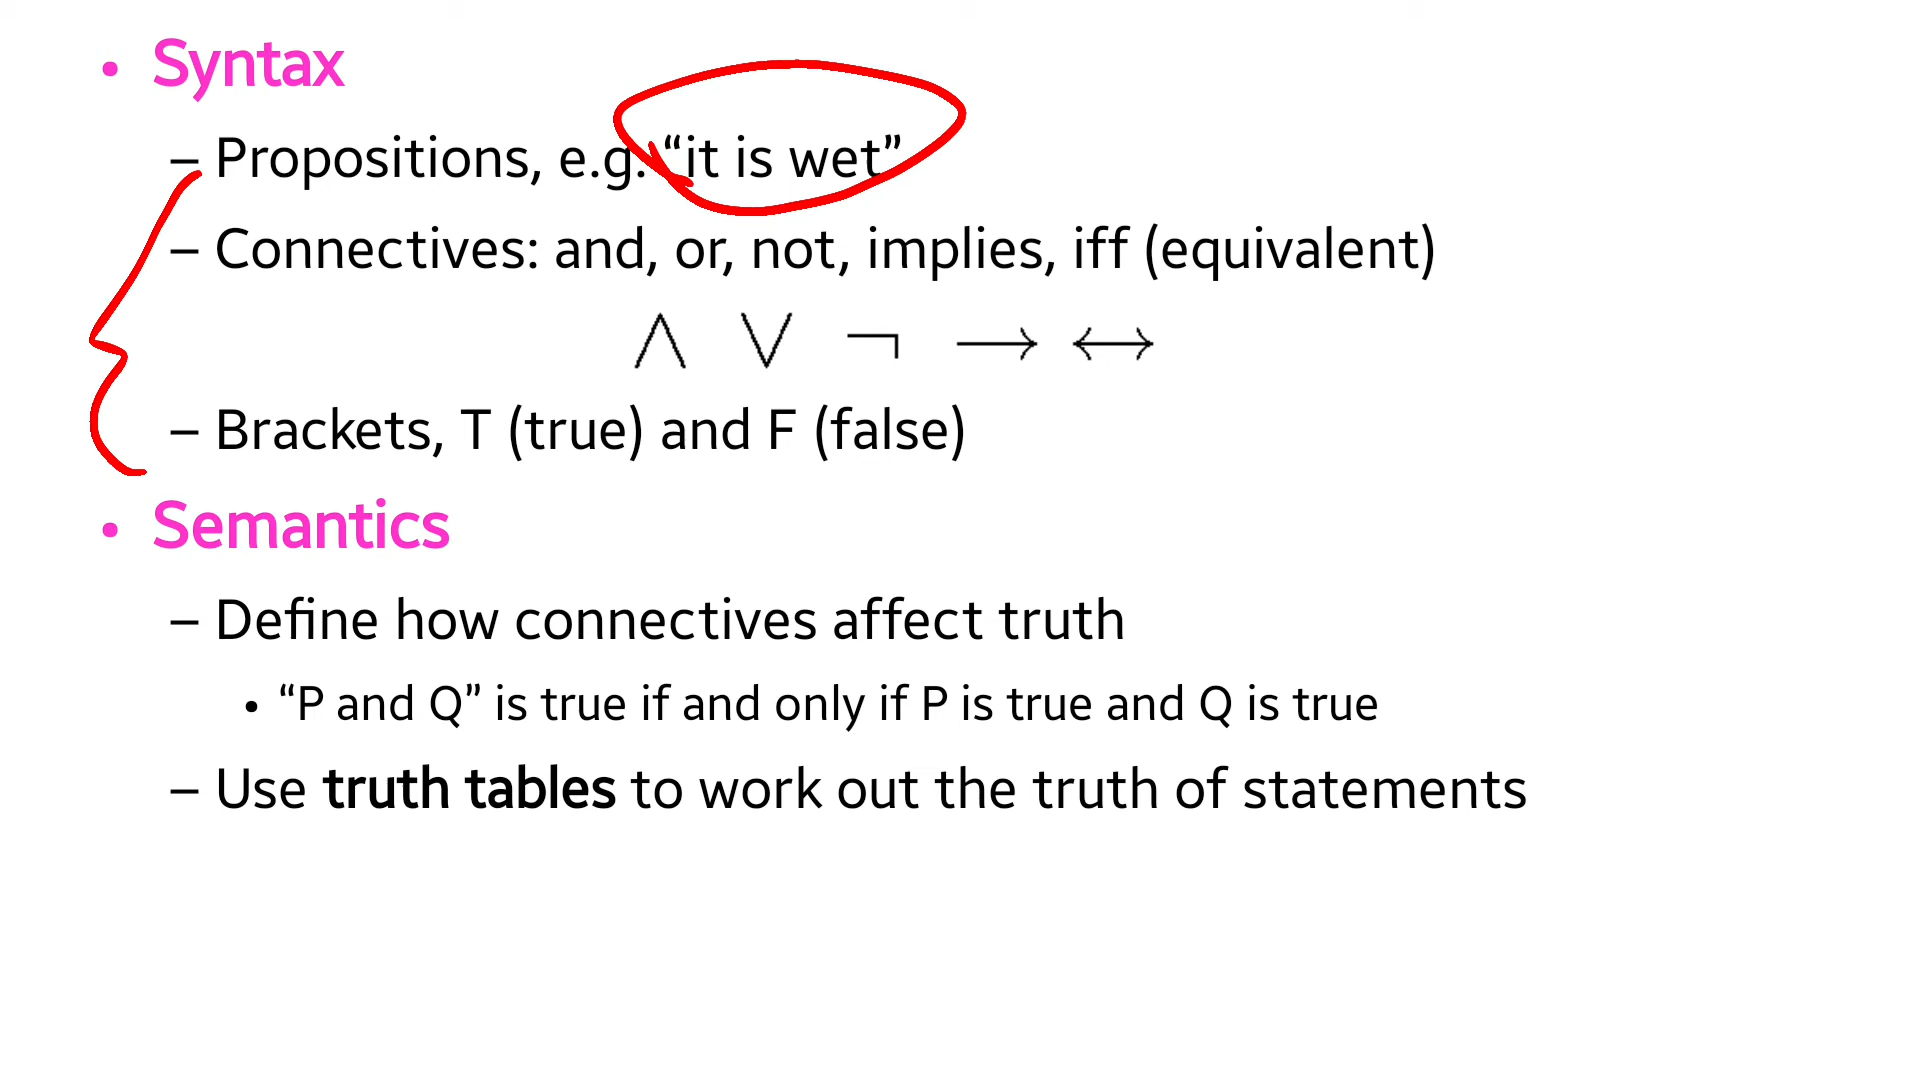 • Syntax
– Propositions, e.g. “it is wet”
– Connectives: and, or, not, implies, iff (equivalent)
∧ ∨ ¬ → ↔
– Brackets, T (true) and F (false)
• Semantics
– Define how connectives affect truth
• “P and Q” is true if and only if P is true and Q is true
– Use truth tables to work out the truth of statements